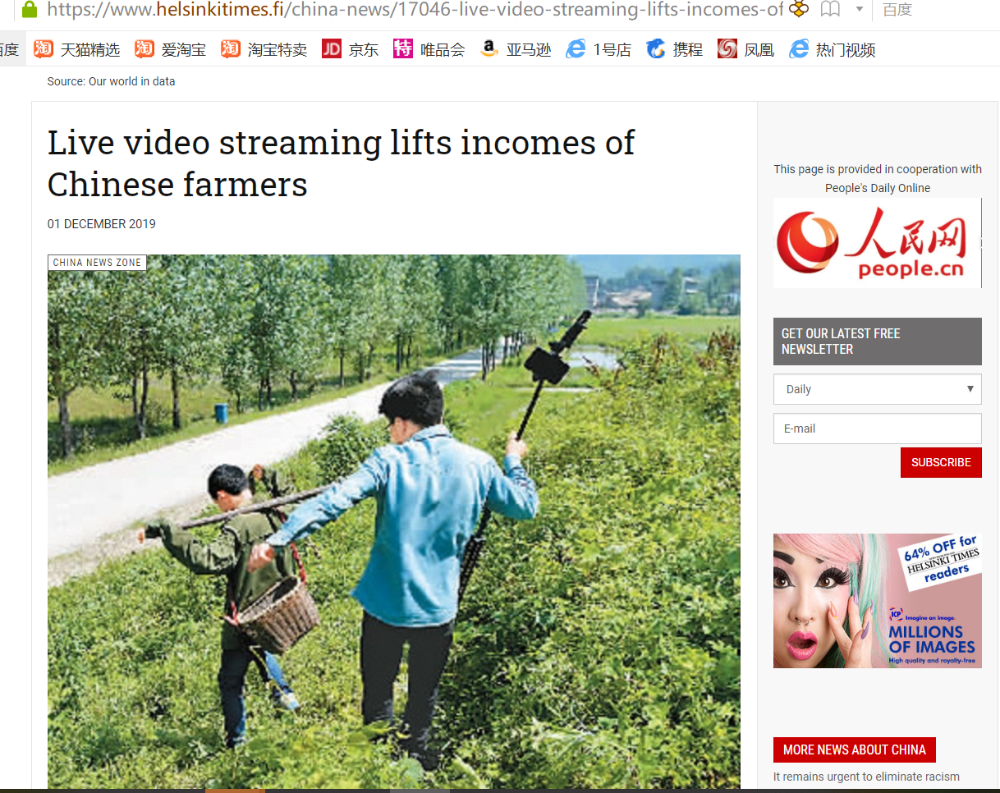 https://www.helsinkitimes.fi/china-news/17046-live-video-streaming-lifts-incomes-of
百度
百度
天猫精选
爱淘宝
淘宝特卖
京东
唯品会
亚马逊
1号店
携程
凤凰
热门视频
淘
淘
淘
JD
特
a
Source: Our world in data
Live video streaming lifts incomes of
Chinese farmers
01 DECEMBER 2019
CHINA NEWS ZONE
This page is provided in cooperation with
People's Daily Online
人民网
people.cn
GET OUR LATEST FREE
NEWSLETTER
Daily
E-mail
SUBSCRIBE
64% OFF for
HELSINKI TIMES
readers
ICP Imagine an image.
MILLIONS
OF IMAGES
High quality and royalty-free
MORE NEWS ABOUT CHINA
It remains urgent to eliminate racism